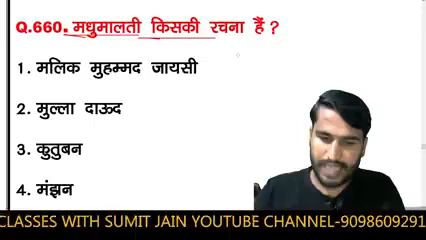 Q.660. मधुमालती किसकी रचना हैं ?
1. मलिक मुहम्मद जायसी
2. मुल्ला दाऊद
3. कुतुबन
4. मंझन
CLASSES WITH SUMIT JAIN YOUTUBE CHANNEL-9098609291